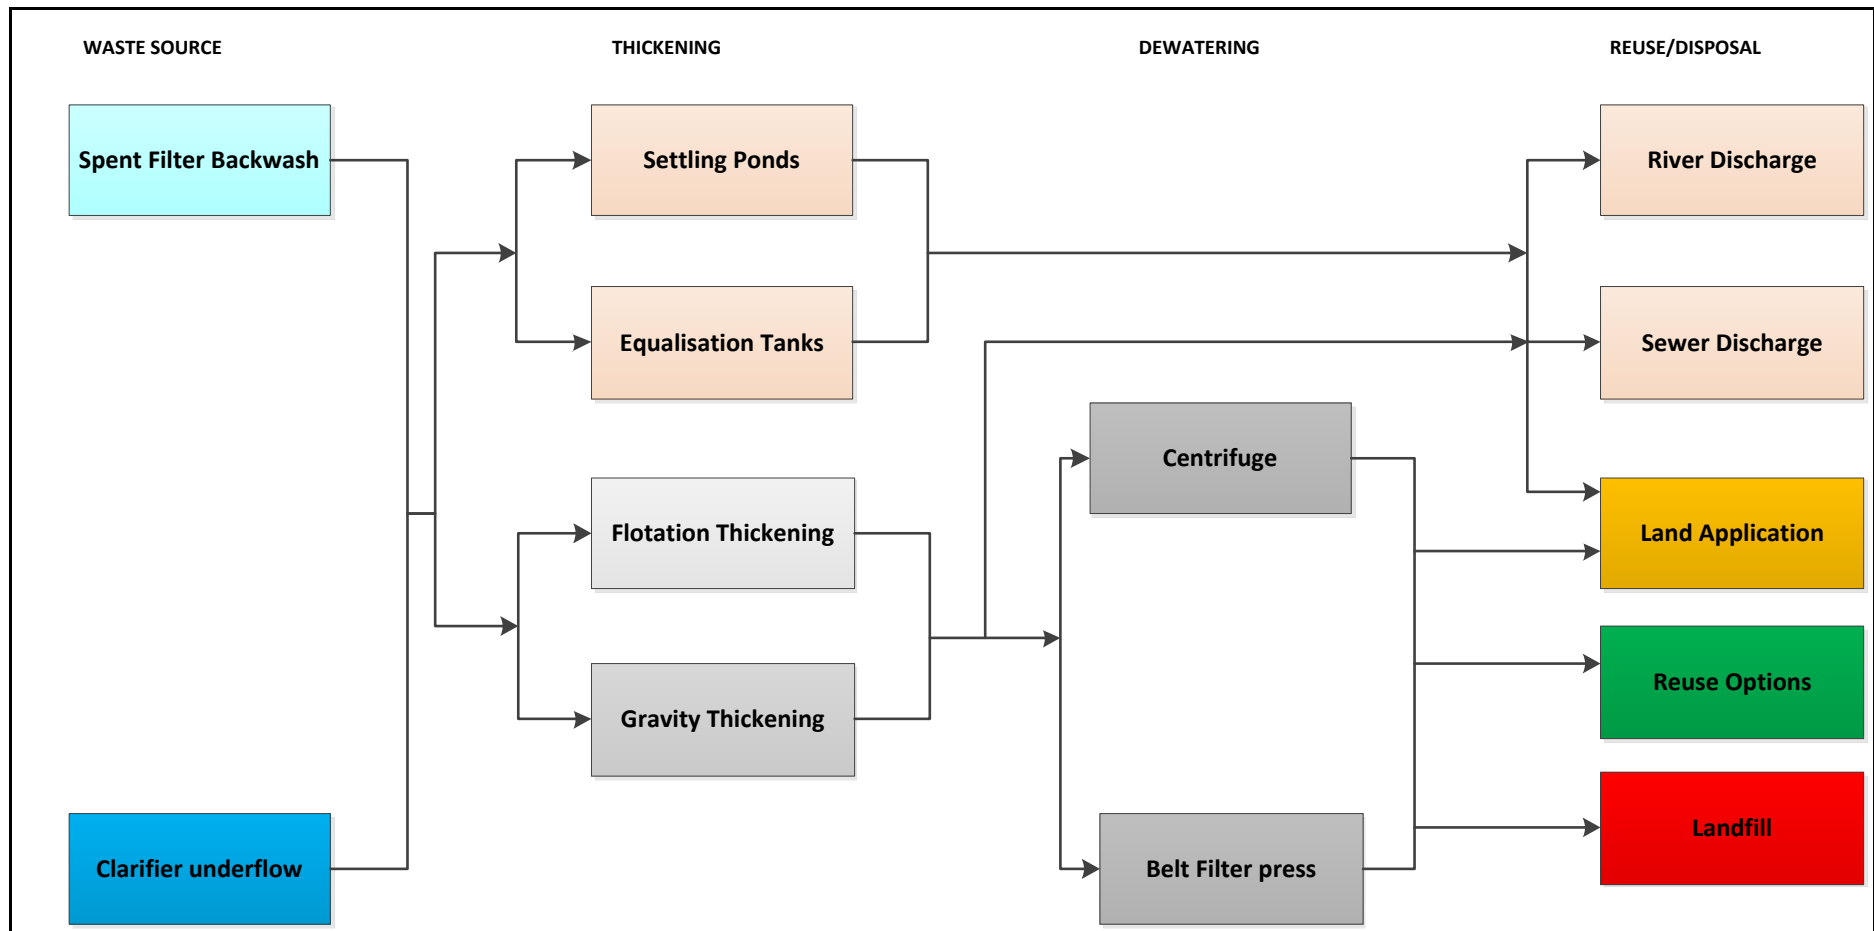 WASTE SOURCE
THICKENING
DEWATERING
REUSE/DISPOSAL
Spent Filter Backwash
Settling Ponds
River Discharge
Equalisation Tanks
Sewer Discharge
Centrifuge
Flotation Thickening
Land Application
Gravity Thickening
Reuse Options
Clarifier underflow
Belt Filter press
Landfill